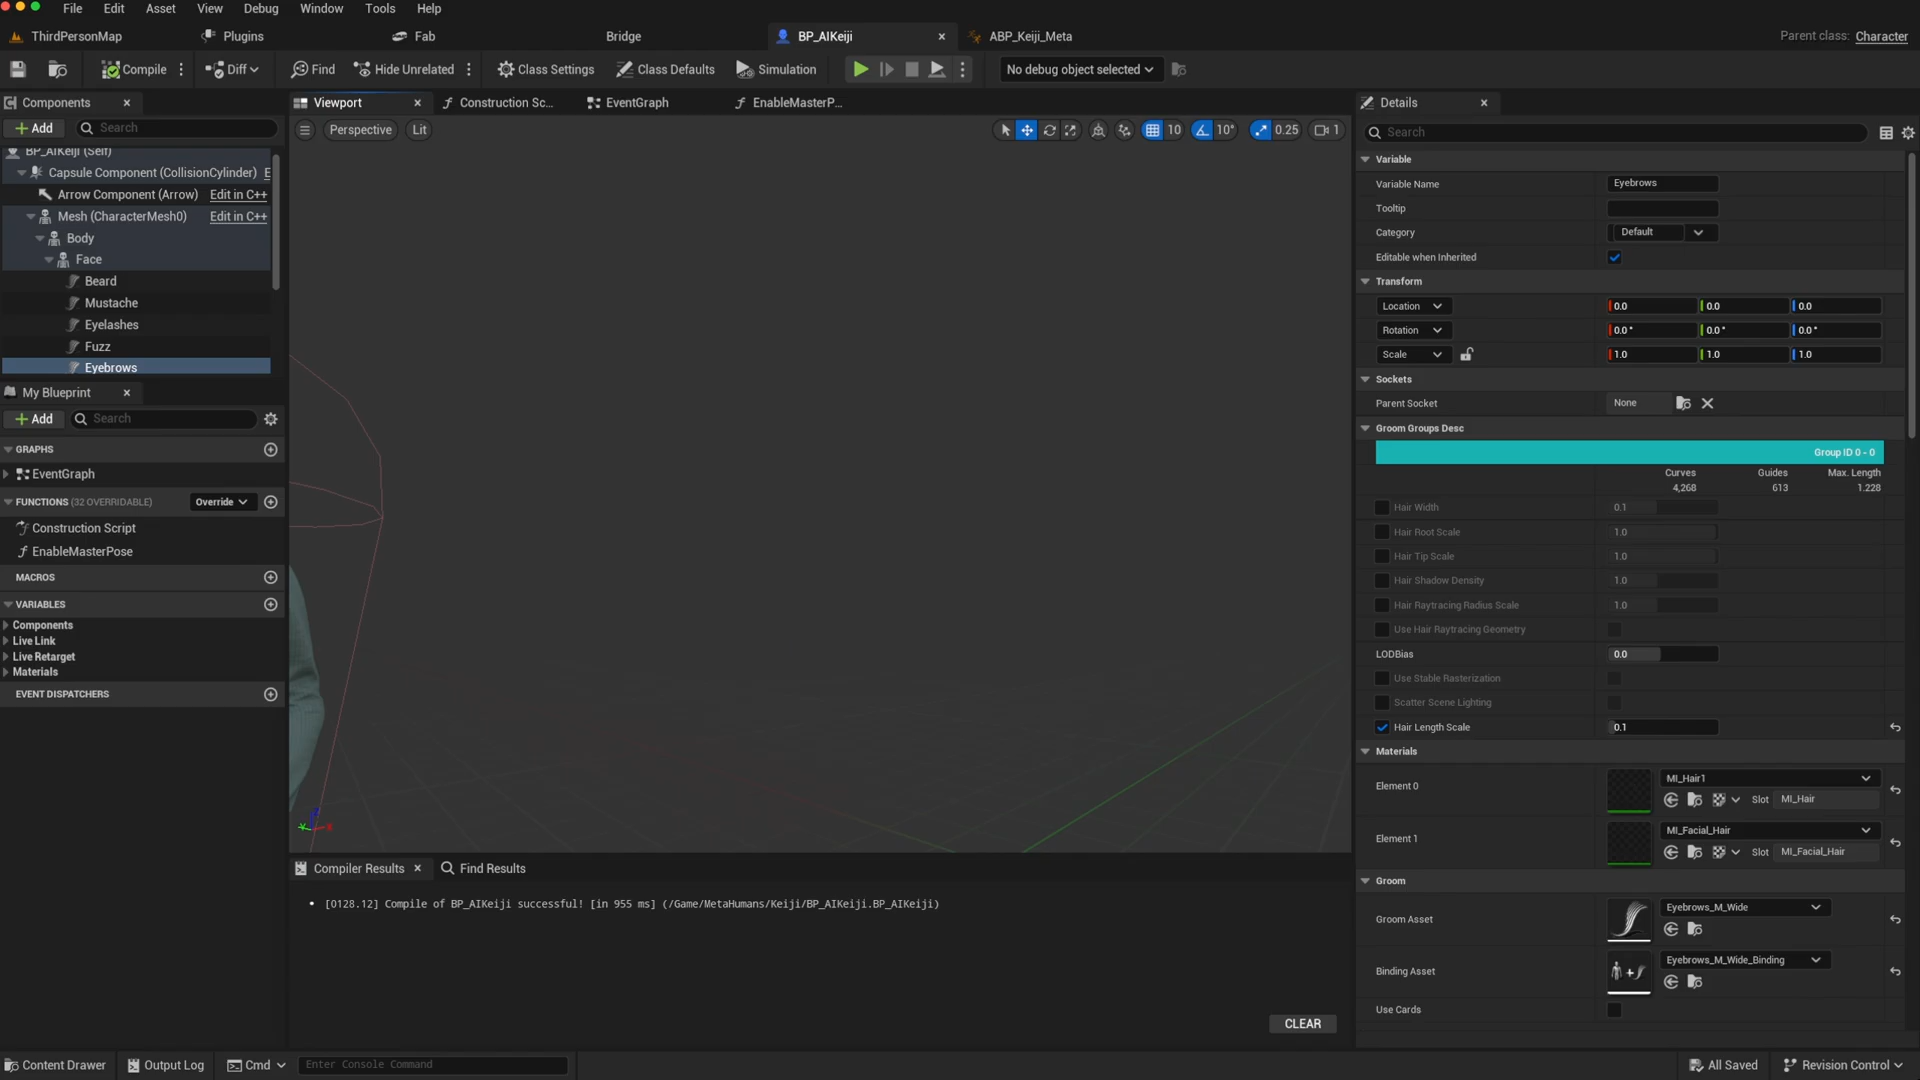 File Edit Asset View Debug Window Tools Help
ThirdPersonMap Plugins Fab Bridge BP_AIKeiji ABP_Keiji_Meta Parent class: Character
Compile Diff Find Hide Unrelated Class Settings Class Defaults Simulation No debug object selected
Components
Add Search
BP_AIKeiji (Self)
Capsule Component (CollisionCylinder) E
Arrow Component (Arrow) Edit in C++
Mesh (CharacterMesh0) Edit in C++
Body
Face
Beard
Mustache
Eyelashes
Fuzz
Eyebrows
My Blueprint
Add Search
GRAPHS
EventGraph
FUNCTIONS (32 OVERRIDABLE) Override
Construction Script
EnableMasterPose
MACROS
VARIABLES
Components
Live Link
Live Retarget
Materials
EVENT DISPATCHERS
Viewport Construction Sc... EventGraph EnableMasterP...
Perspective Lit 10 10° 0.25 1
Compiler Results Find Results
[0128.12] Compile of BP_AIKeiji successful! [in 955 ms] (/Game/MetaHumans/Keiji/BP_AIKeiji.BP_AIKeiji)
CLEAR
Details
Search
Variable
Variable Name Eyebrows
Tooltip
Category Default
Editable when Inherited
Transform
Location 0.0 0.0 0.0
Rotation 0.0 ° 0.0 ° 0.0 °
Scale 1.0 1.0 1.0
Sockets
Parent Socket None
Groom Groups Desc
Group ID 0 - 0
Curves Guides Max. Length
4,268 613 1.228
Hair Width 0.1
Hair Root Scale 1.0
Hair Tip Scale 1.0
Hair Shadow Density 1.0
Hair Raytracing Radius Scale 1.0
Use Hair Raytracing Geometry
LODBias 0.0
Use Stable Rasterization
Scatter Scene Lighting
Hair Length Scale 0.1
Materials
Element 0 MI_Hair1
Slot MI_Hair
Element 1 MI_Facial_Hair
Slot MI_Facial_Hair
Groom
Groom Asset Eyebrows_M_Wide
Binding Asset Eyebrows_M_Wide_Binding
Use Cards
Content Drawer Output Log Cmd Enter Console Command All Saved Revision Control